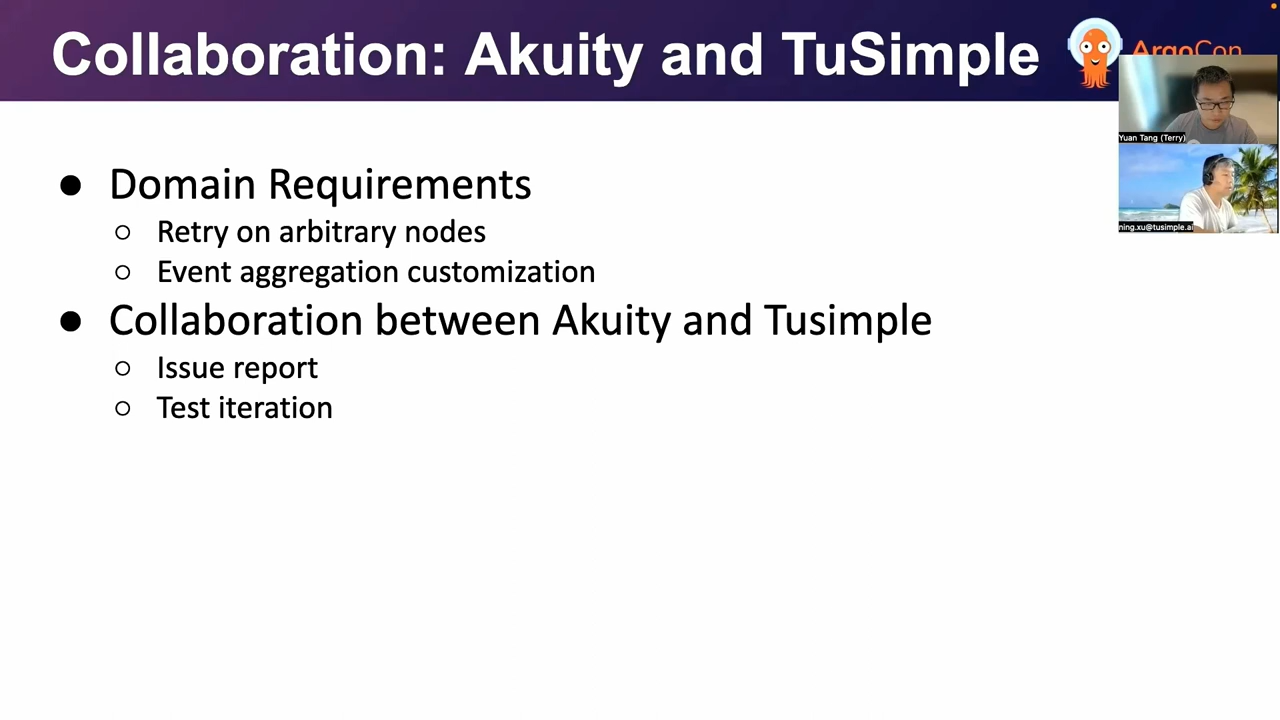 Collaboration: Akuity and TuSimple
ArgoCon
Yuan Tang (Terry)
ning.xu@tusimple.ai
● Domain Requirements
○ Retry on arbitrary nodes
○ Event aggregation customization
● Collaboration between Akuity and Tusimple
○ Issue report
○ Test iteration